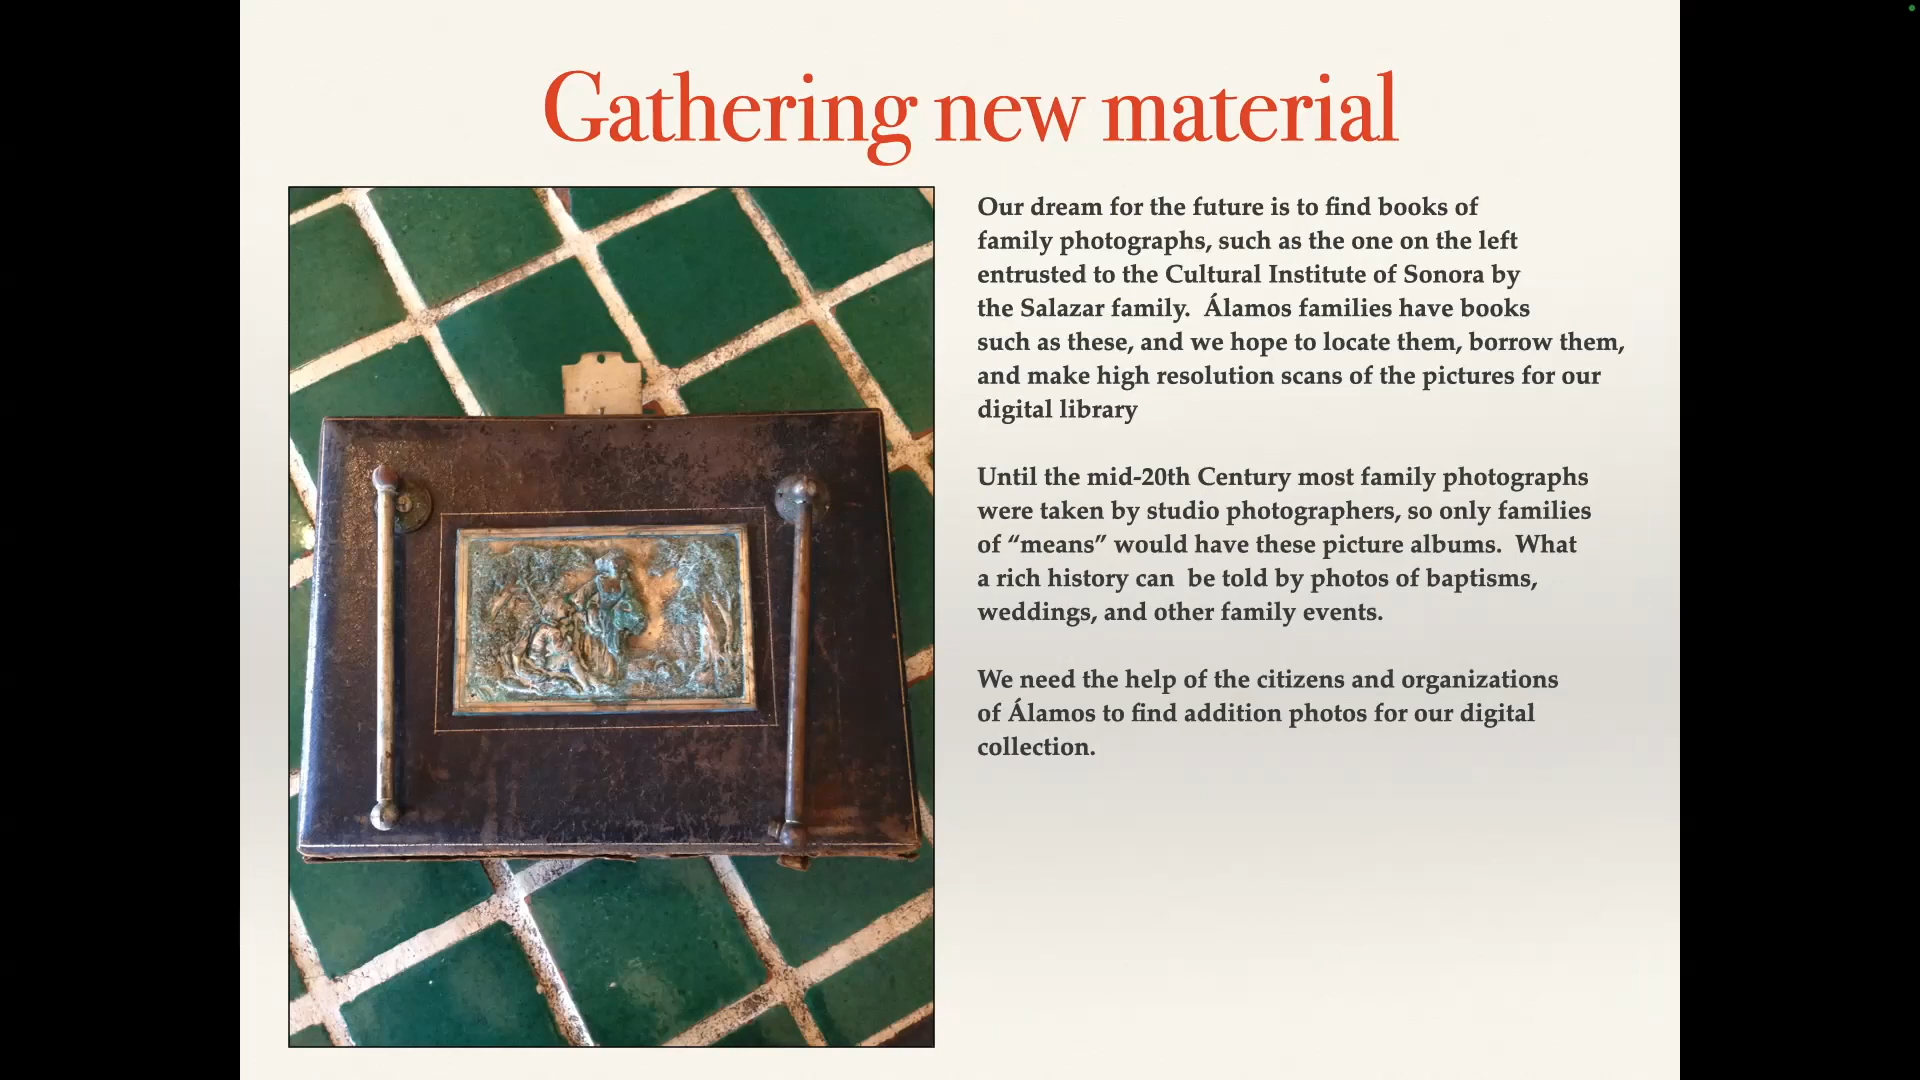 Gathering new material
Our dream for the future is to find books of
family photographs, such as the one on the left
entrusted to the Cultural Institute of Sonora by
the Salazar family.  Álamos families have books
such as these, and we hope to locate them, borrow them,
and make high resolution scans of the pictures for our
digital library
Until the mid-20th Century most family photographs
were taken by studio photographers, so only families
of “means” would have these picture albums.  What
a rich history can  be told by photos of baptisms,
weddings, and other family events.
We need the help of the citizens and organizations
of Álamos to find addition photos for our digital
collection.